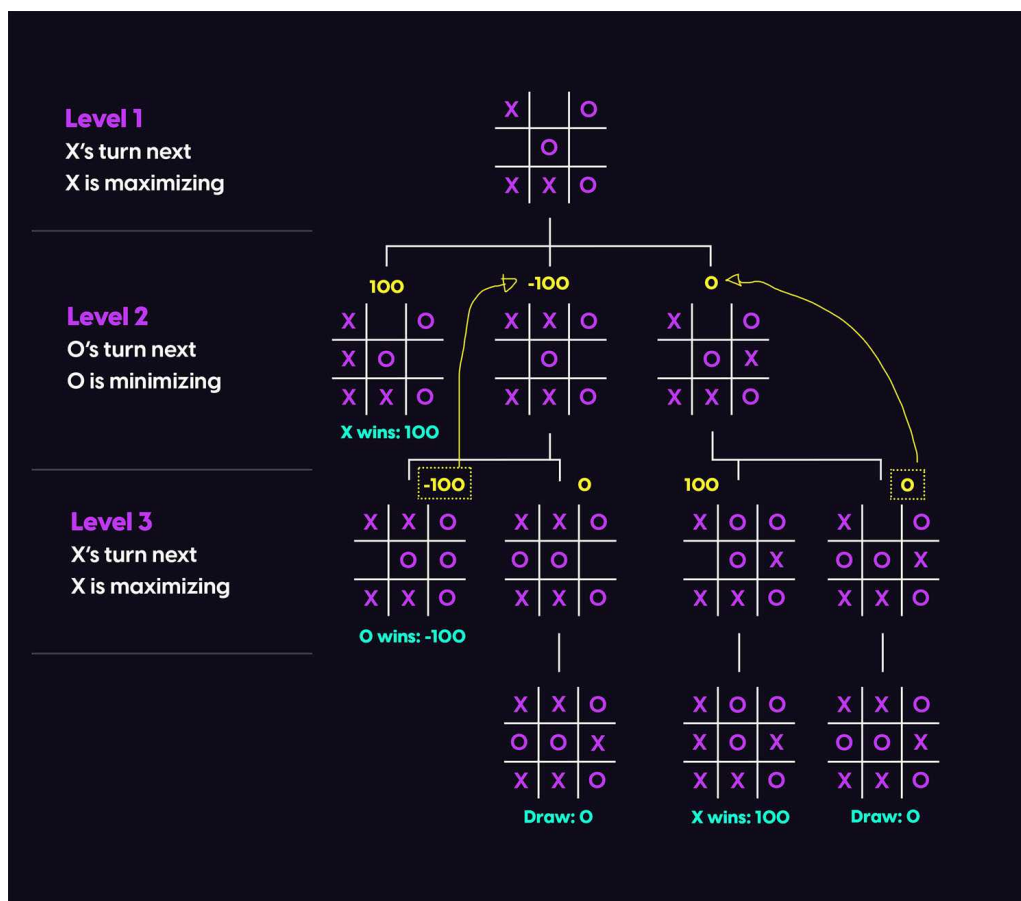 Level 1
X's turn next
X is maximizing
X O
O
X X O
Level 2
O's turn next
O is minimizing
100 -100 0
X O X X O X O
X O O O X
X X O X X O X X O
X wins: 100
Level 3
X's turn next
X is maximizing
-100 0 100 0
X X O X X O X O O X O
O O O O O X O O X
X X O X X O X X O X X O
O wins: -100
X X O X O O X X O
O O X X O X O O X
X X O X X O X X O
Draw: 0 X wins: 100 Draw: 0